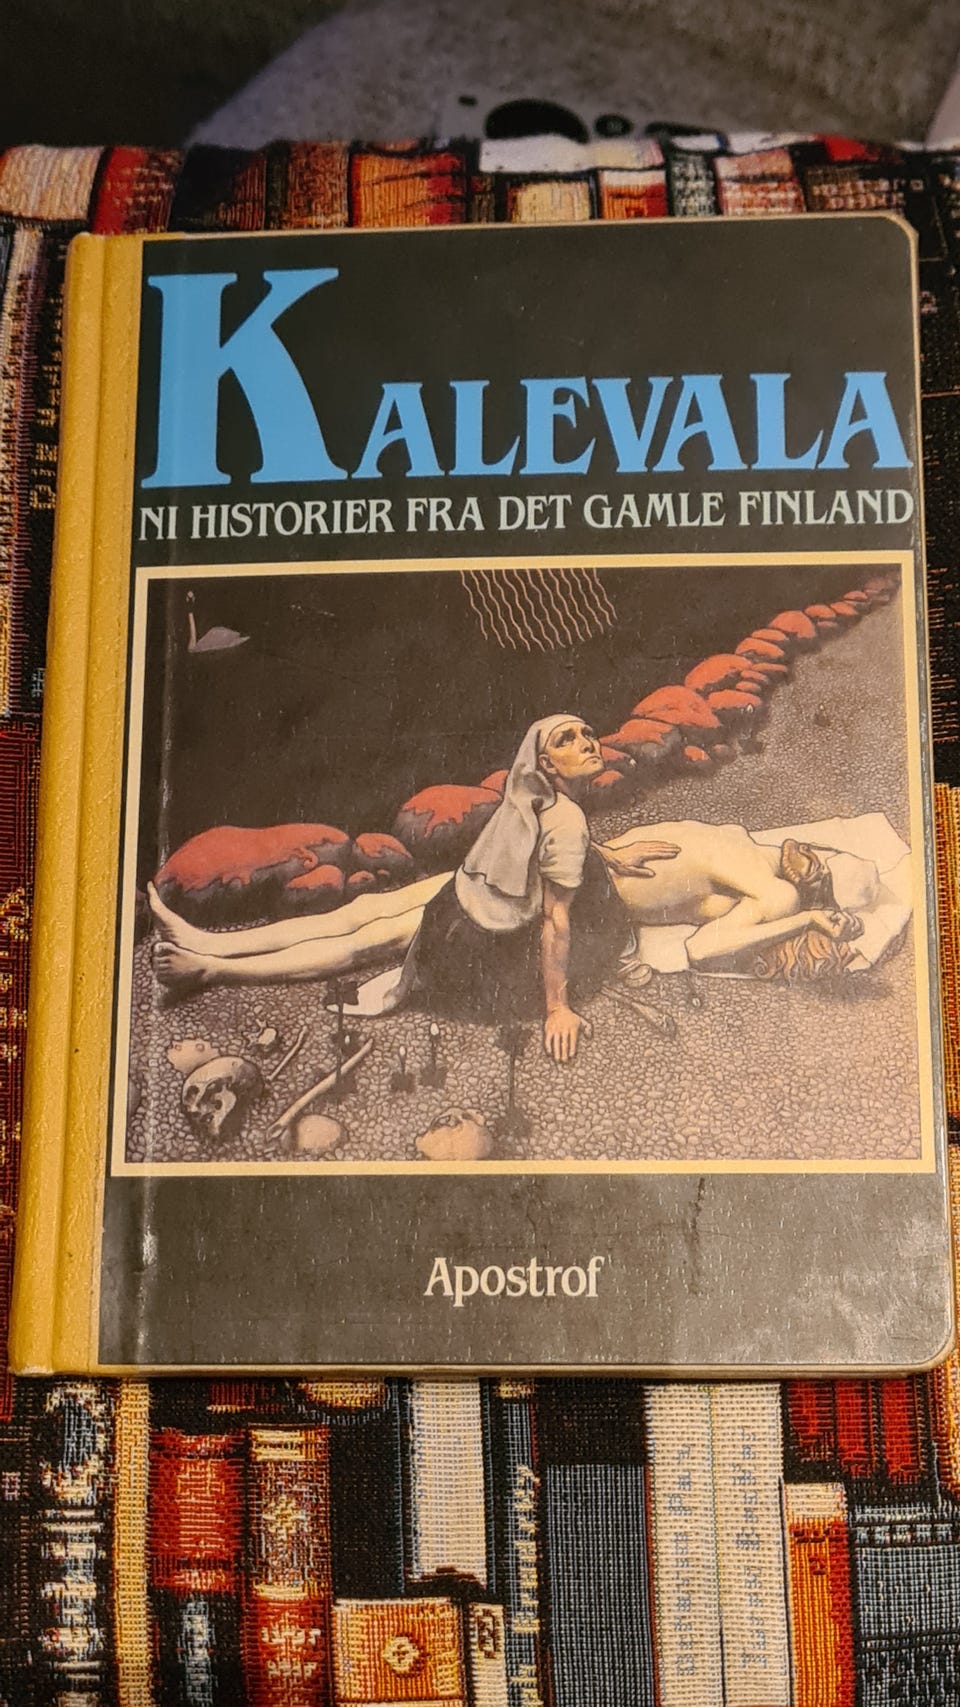 KALEVALA
NI HISTORIER FRA DET GAMLE FINLAND
Apostrof